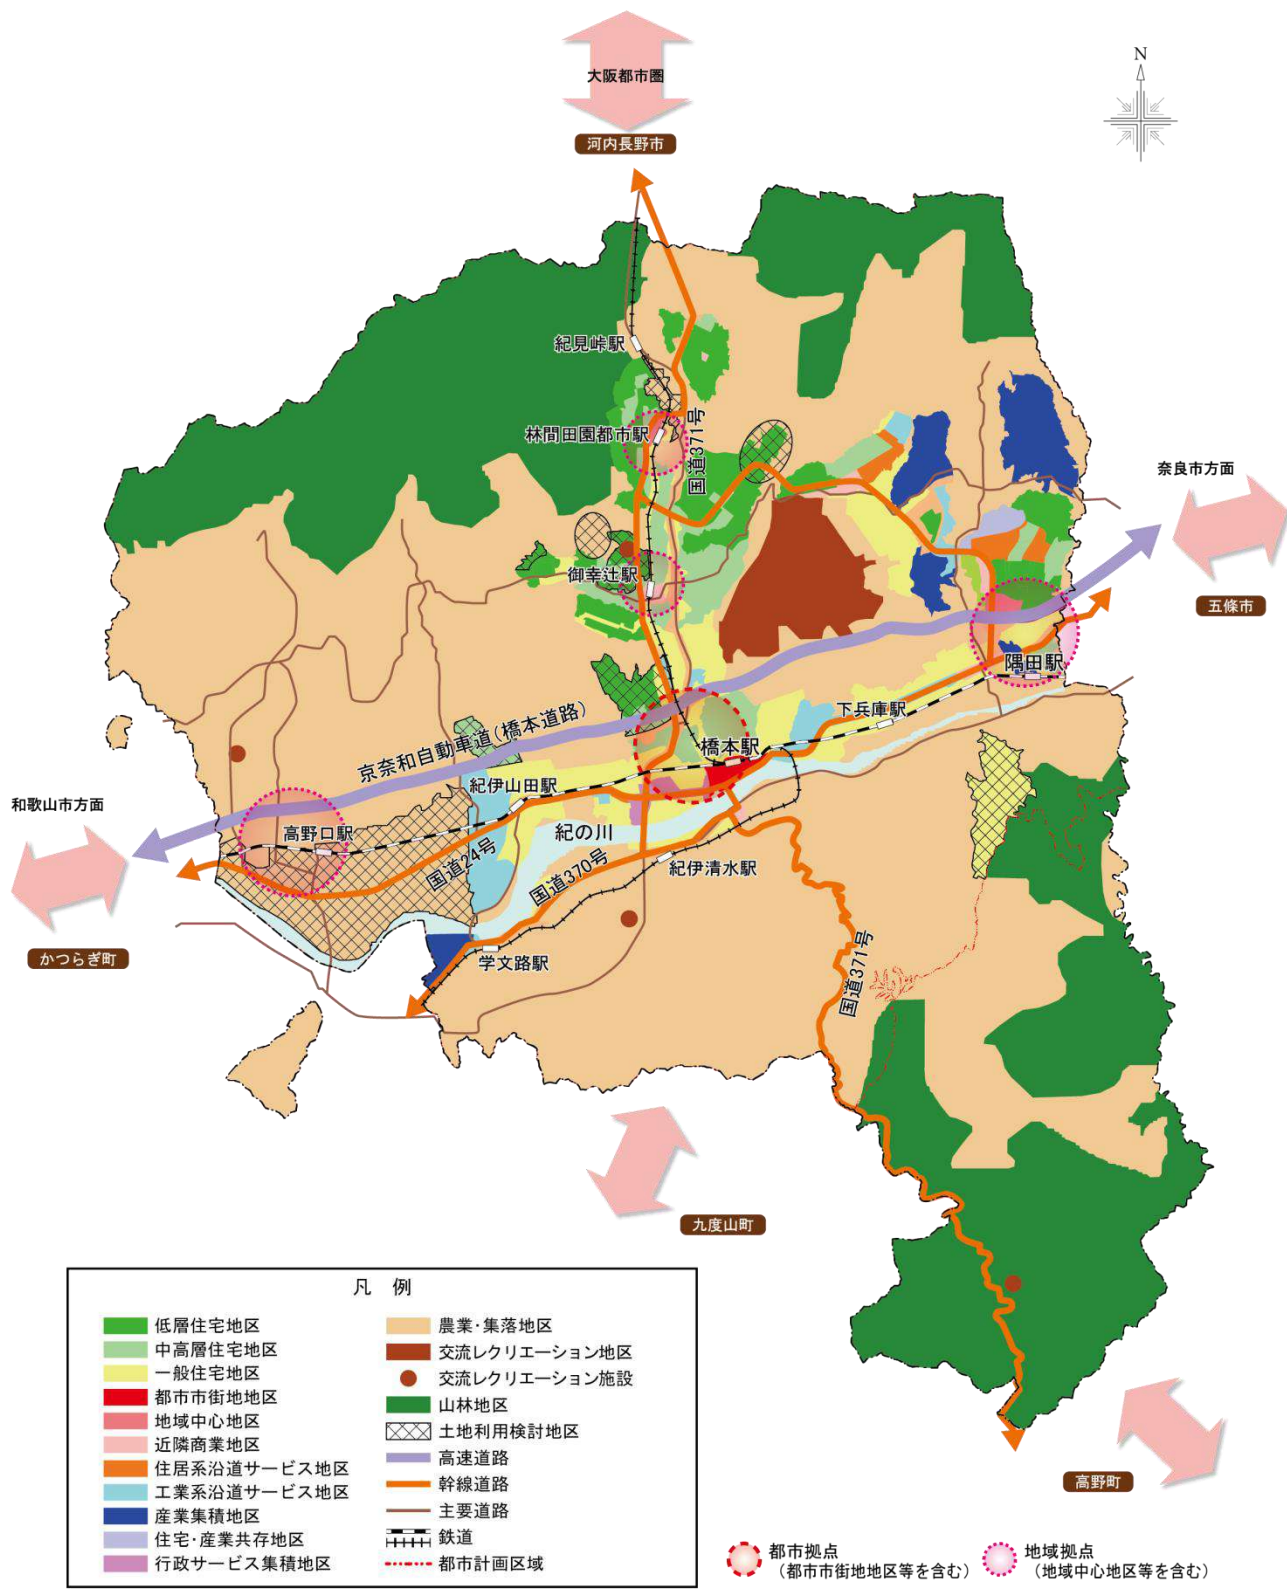 大阪都市圏
河内長野市
N
紀見峠駅
林間田園都市駅
国道371号
奈良市方面
御幸辻駅
五條市
隅田駅
下兵庫駅
京奈和自動車道(橋本道路)
橋本駅
紀伊山田駅
和歌山市方面
高野口駅
紀の川
国道24号
国道370号
紀伊清水駅
かつらぎ町
学文路駅
国道371号
九度山町
高野町
凡 例
低層住宅地区
中高層住宅地区
一般住宅地区
都市市街地地区
地域中心地区
近隣商業地区
住居系沿道サービス地区
工業系沿道サービス地区
産業集積地区
住宅・産業共存地区
行政サービス集積地区
農業・集落地区
交流レクリエーション地区
交流レクリエーション施設
山林地区
土地利用検討地区
高速道路
幹線道路
主要道路
鉄道
都市計画区域
都市拠点
(都市市街地地区等を含む)
地域拠点
(地域中心地区等を含む)